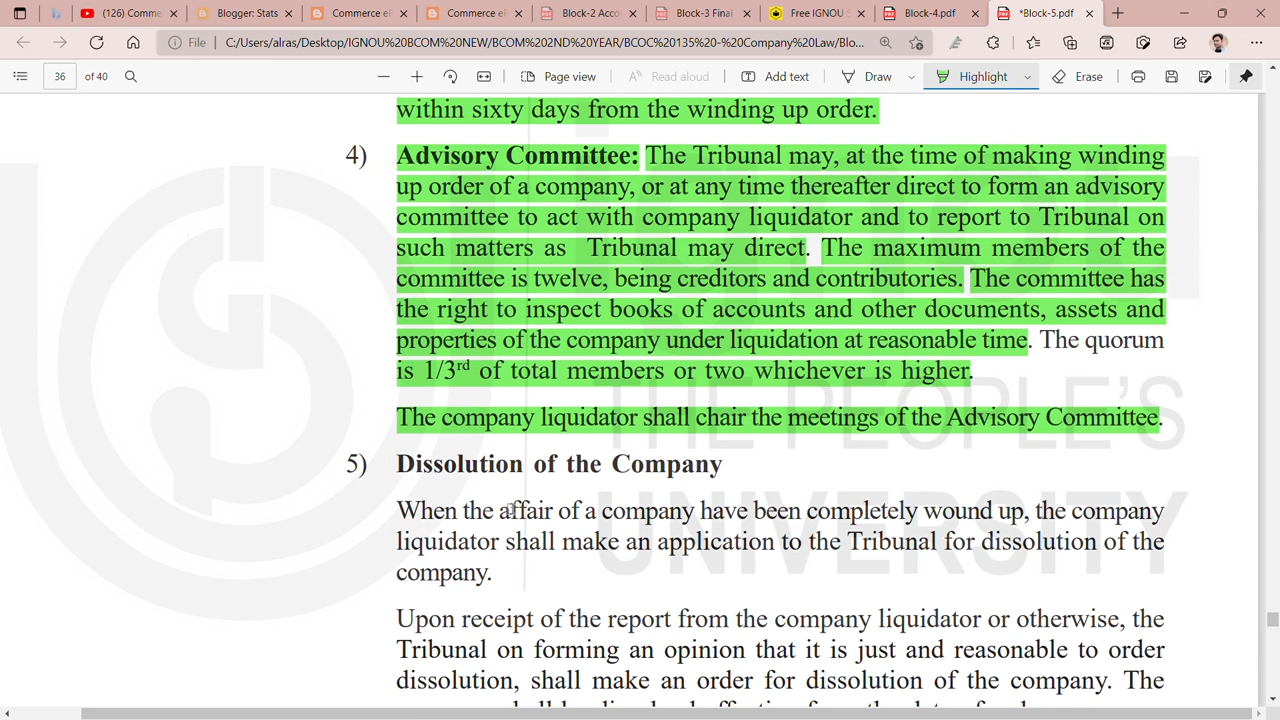 (126) Comme
Blogger: Stats
Commerce eF
Commerce eF
Block-2 Acco
Block-3 Final
Free IGNOU S
Block-4.pdf
*Block-5.pdf
File
C:/Users/alras/Desktop/IGNOU%20BCOM%20NEW/BCOM%202ND%20YEAR/BCOC%20135%20-%20Company%20Law/Blo...
36 of 40
Page view
Read aloud
Add text
Draw
Highlight
Erase
within sixty days from the winding up order.
4) Advisory Committee: The Tribunal may, at the time of making winding
up order of a company, or at any time thereafter direct to form an advisory
committee to act with company liquidator and to report to Tribunal on
such matters as Tribunal may direct. The maximum members of the
committee is twelve, being creditors and contributories. The committee has
the right to inspect books of accounts and other documents, assets and
properties of the company under liquidation at reasonable time. The quorum
is 1/3rd of total members or two whichever is higher.
The company liquidator shall chair the meetings of the Advisory Committee.
5) Dissolution of the Company
When the affair of a company have been completely wound up, the company
liquidator shall make an application to the Tribunal for dissolution of the
company.
Upon receipt of the report from the company liquidator or otherwise, the
Tribunal on forming an opinion that it is just and reasonable to order
dissolution, shall make an order for dissolution of the company. The
THE PEOPLE'S
UNIVERSITY